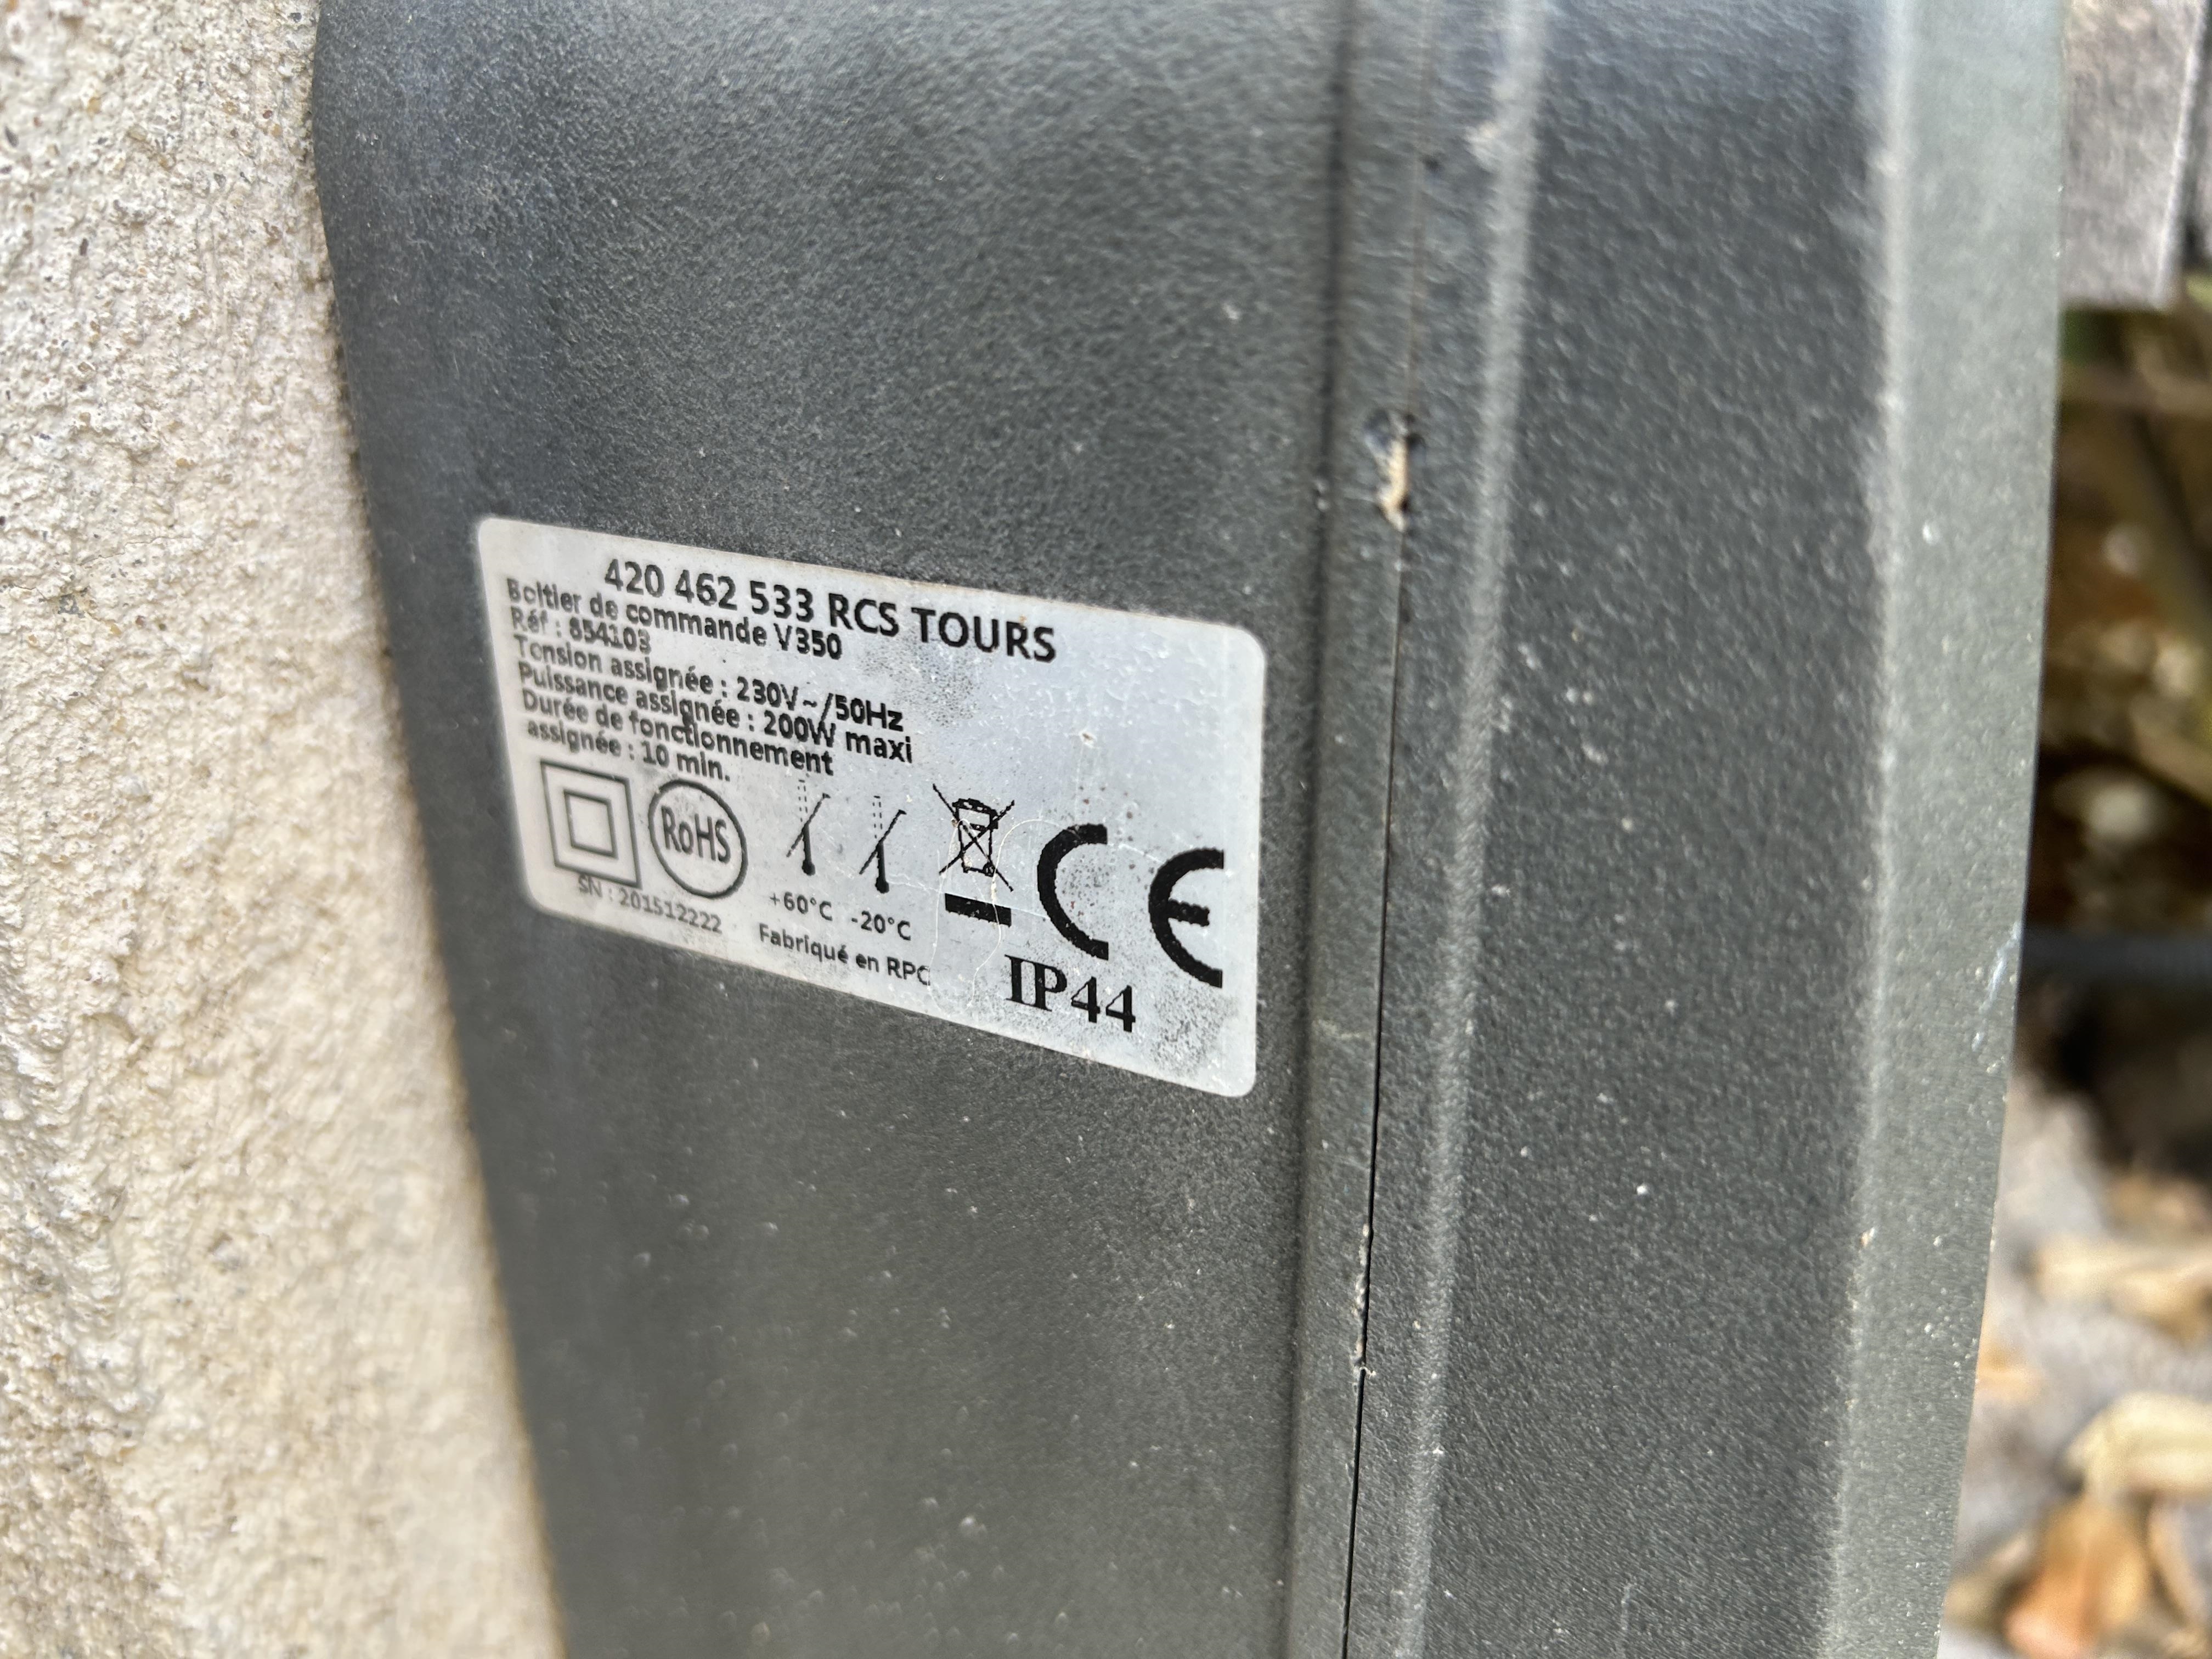 420 462 533 RCS TOURS
Boîtier de commande V350
Réf : 654103
Tension assignée : 230V~/50Hz
Puissance assignée : 200W maxi
Durée de fonctionnement
assignée : 10 min.
RoHS
CE
+60°C -20°C
SN : 201512222
Fabriqué en RPC
IP44